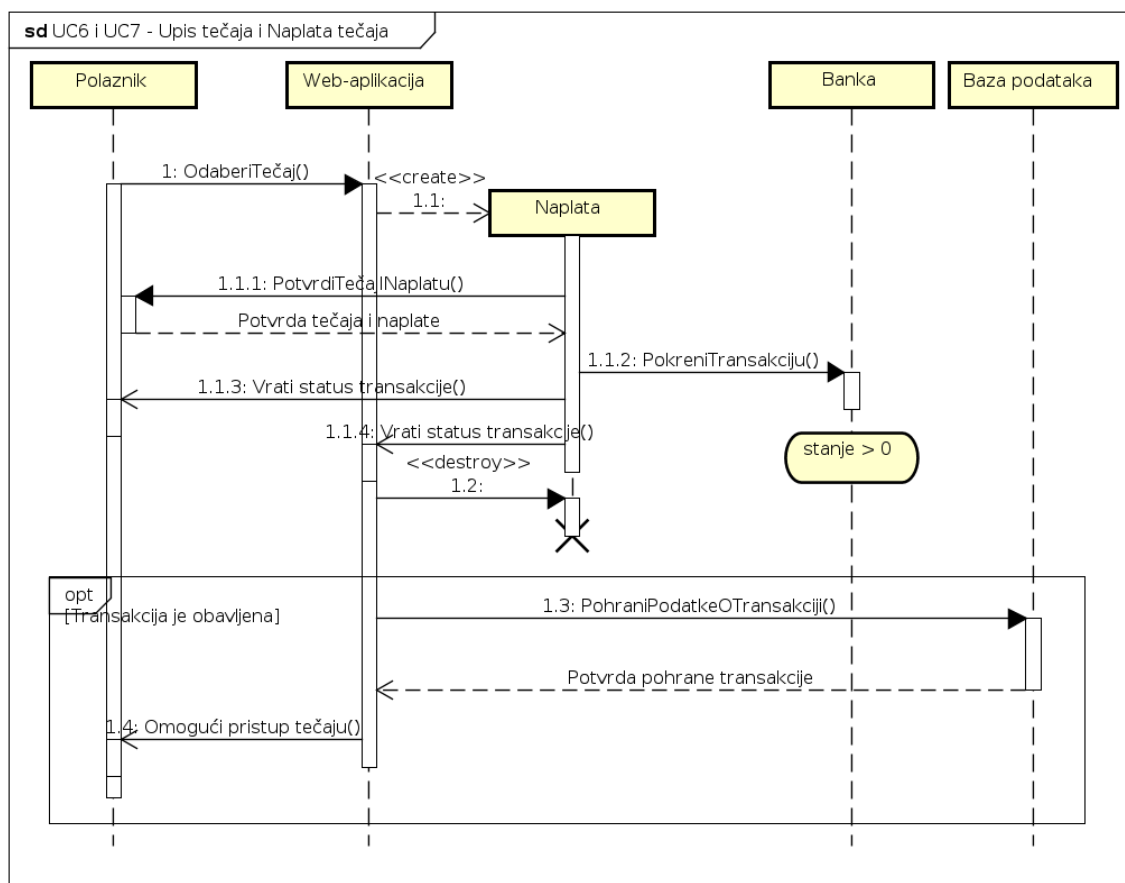 sd UC6 i UC7 - Upis tečaja i Naplata tečaja
Polaznik
Web-aplikacija
Banka
Baza podataka
1: OdaberiTečaj()
<<create>>
1.1:
Naplata
1.1.1: PotvrdiTečajINaplatu()
Potvrda tečaja i naplate
1.1.2: PokreniTransakciju()
1.1.3: Vrati status transakcije()
1.1.4: Vrati status transakcije()
stanje > 0
<<destroy>>
1.2:
opt
[Transakcija je obavljena]
1.3: PohraniPodatkeOTransakciji()
Potvrda pohrane transakcije
1.4: Omogući pristup tečaju()